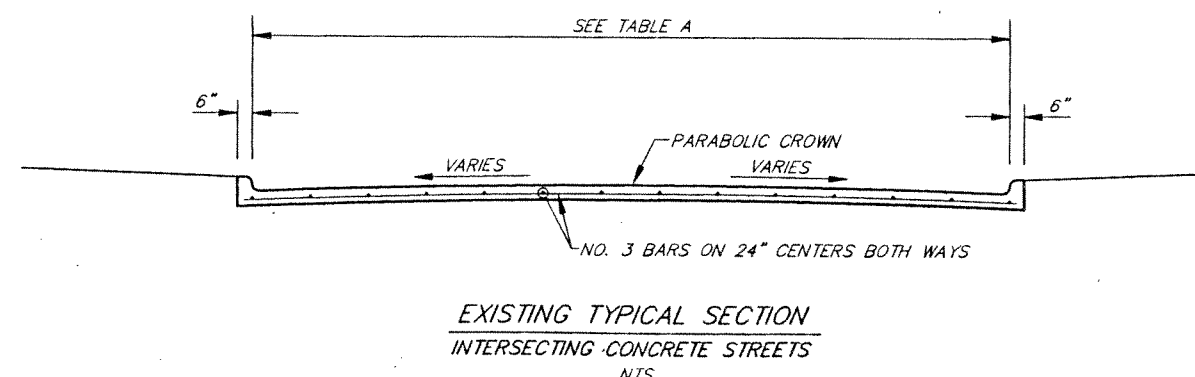 SEE TABLE A
6"
6"
PARABOLIC CROWN
VARIES
VARIES
NO. 3 BARS ON 24" CENTERS BOTH WAYS
EXISTING TYPICAL SECTION
INTERSECTING CONCRETE STREETS
NTS